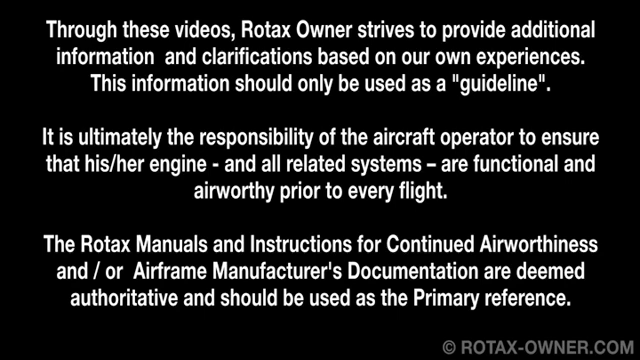 Through these videos, Rotax Owner strives to provide additional
information  and clarifications based on our own experiences.
This information should only be used as a "guideline".
It is ultimately the responsibility of the aircraft operator to ensure
that his/her engine - and all related systems – are functional and
airworthy prior to every flight.
The Rotax Manuals and Instructions for Continued Airworthiness
and / or  Airframe Manufacturer's Documentation are deemed
authoritative and should be used as the Primary reference.
© ROTAX-OWNER.COM